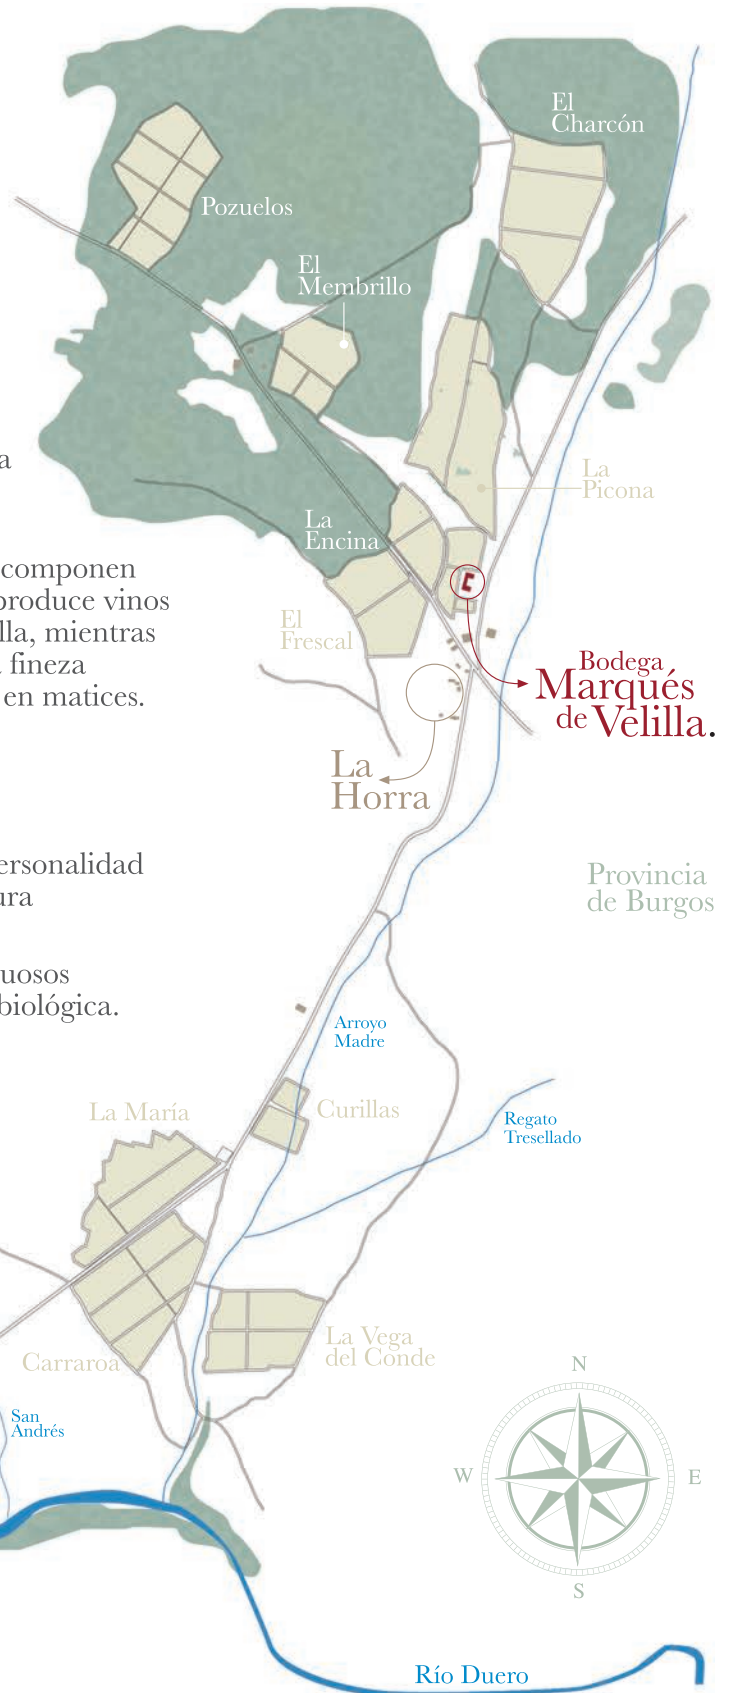 El
Charcón
Pozuelos
El
Membrillo
a
La
Picona
La
Encina
componen
produce vinos
lla, mientras
a fineza
en matices.
El
Frescal
Bodega
Marqués
de Velilla.
La
Horra
ersonalidad
ura
Provincia
de Burgos
uosos
biológica.
Arroyo
Madre
La María
Curillas
Regato
Tresellado
La Vega
del Conde
Carraroa
N
San
Andrés
W
E
S
Río Duero